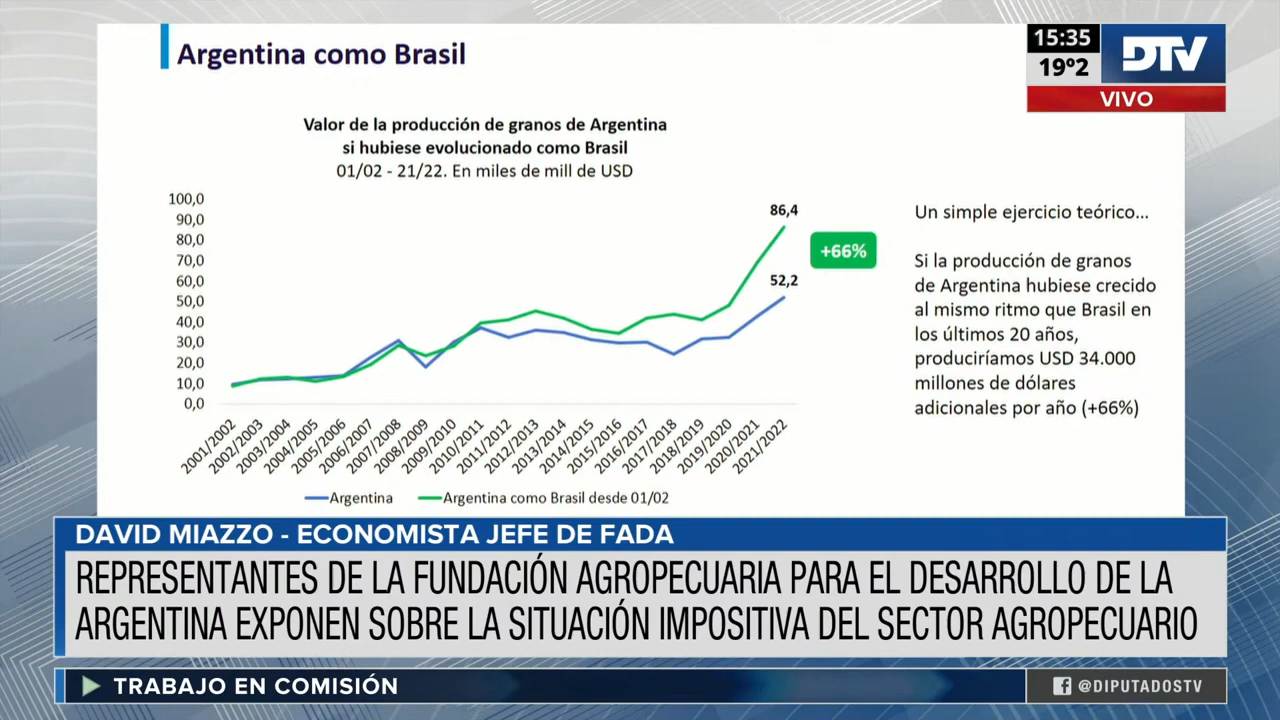 Argentina como Brasil
15:35
19º2
DTV
VIVO
Valor de la producción de granos de Argentina
si hubiese evolucionado como Brasil
01/02 - 21/22. En miles de mill de USD
100,0
90,0
80,0
70,0
60,0
50,0
40,0
30,0
20,0
10,0
0,0
86,4
52,2
+66%
2001/2002
2002/2003
2003/2004
2004/2005
2005/2006
2006/2007
2007/2008
2008/2009
2009/2010
2010/2011
2011/2012
2012/2013
2013/2014
2014/2015
2015/2016
2016/2017
2017/2018
2018/2019
2019/2020
2020/2021
2021/2022
Argentina
Argentina como Brasil desde 01/02
Un simple ejercicio teórico...
Si la producción de granos
de Argentina hubiese crecido
al mismo ritmo que Brasil en
los últimos 20 años,
produciríamos USD 34.000
millones de dólares
adicionales por año (+66%)
DAVID MIAZZO - ECONOMISTA JEFE DE FADA
REPRESENTANTES DE LA FUNDACIÓN AGROPECUARIA PARA EL DESARROLLO DE LA
ARGENTINA EXPONEN SOBRE LA SITUACIÓN IMPOSITIVA DEL SECTOR AGROPECUARIO
TRABAJO EN COMISIÓN
@DIPUTADOSTV